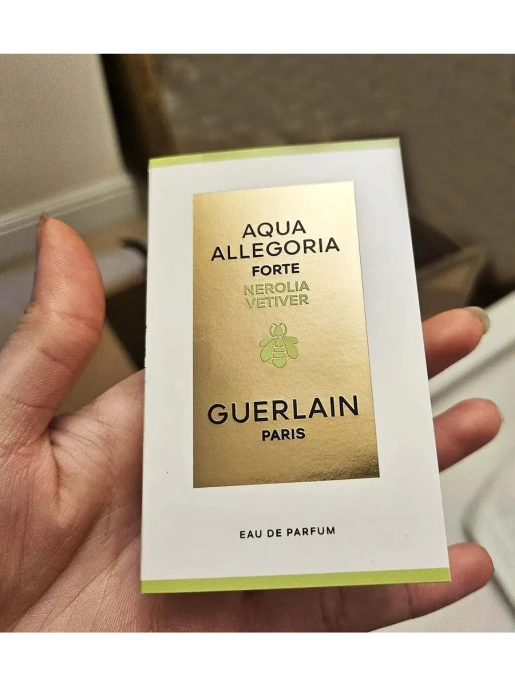 AQUA
ALLEGORIA
FORTE
NEROLIA
VETIVER
GUERLAIN
PARIS
EAU DE PARFUM